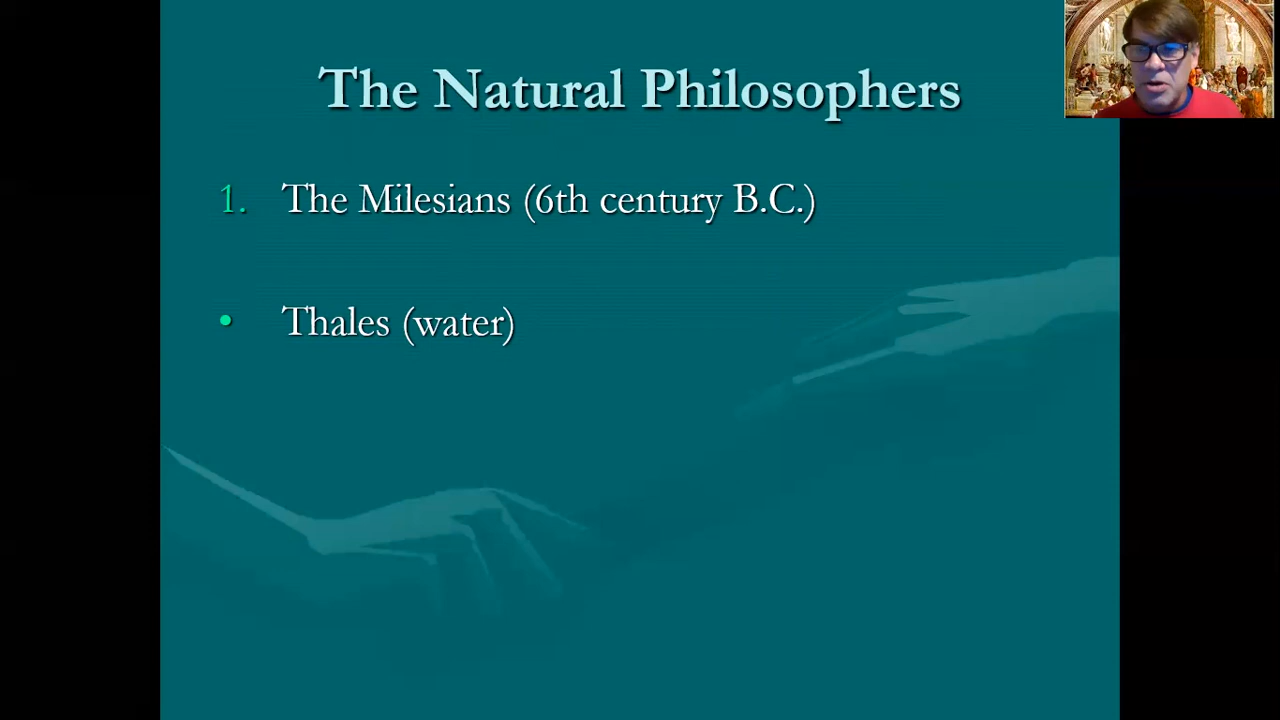 The Natural Philosophers
1. The Milesians (6th century B.C.)
• Thales (water)